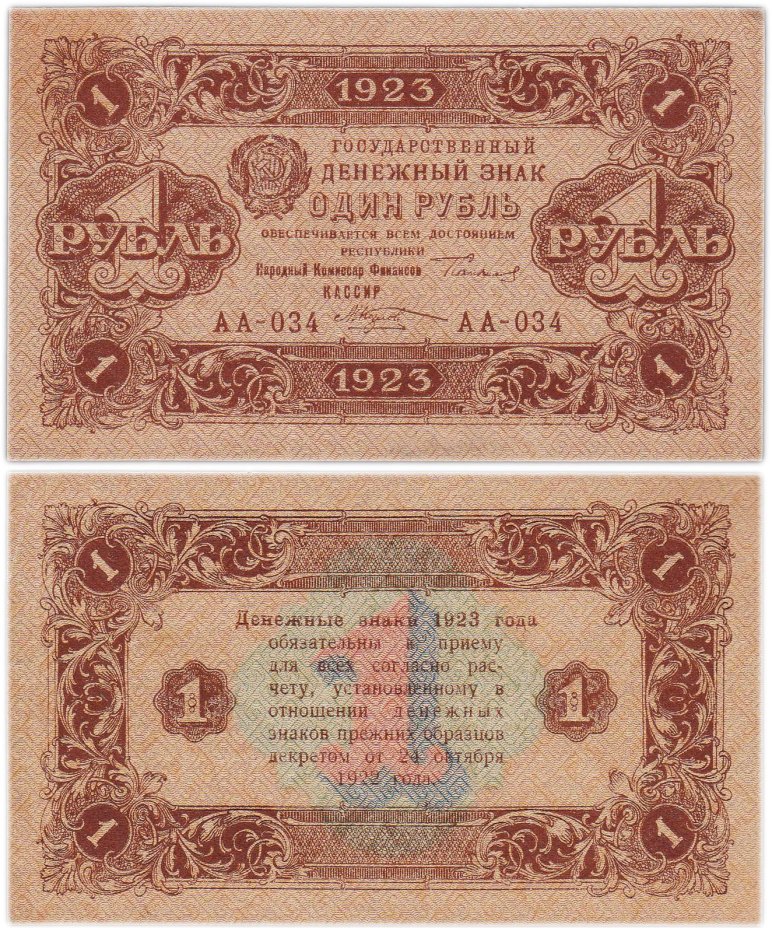 1 1923 1
ГОСУДАРСТВЕННЫЙ
ДЕНЕЖНЫЙ ЗНАК
ОДИН РУБЛЬ
1 РУБЛЬ
1 РУБЛЬ
ОБЕСПЕЧИВАЕТСЯ ВСЕМ ДОСТОЯНИЕМ
РЕСПУБЛИКИ
Народный Комиссар Финансов
КАССИР
АА-034 АА-034
1 1923 1
1 1
Денежные знаки 1923 года
обязательны к приему
для всех согласно рас-
чету, установленному в
отношении денежных
знаков прежних образцов
декретом от 24 октября
1922 года.
1 1
1 1